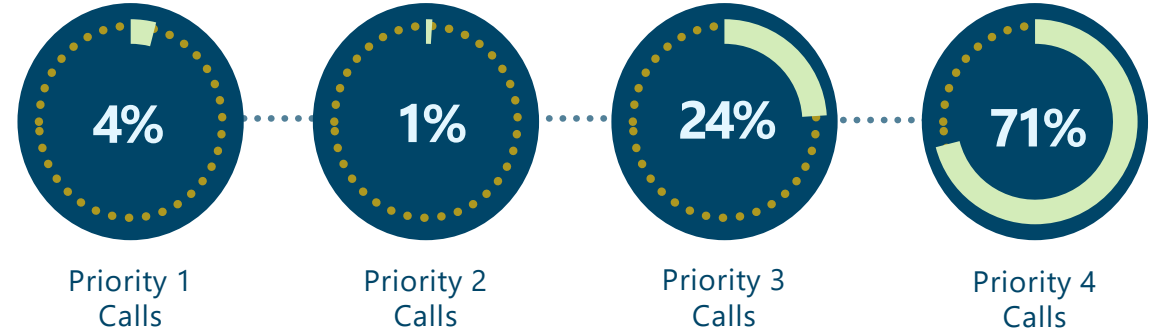 4%
1%
24%
71%
Priority 1
Calls
Priority 2
Calls
Priority 3
Calls
Priority 4
Calls